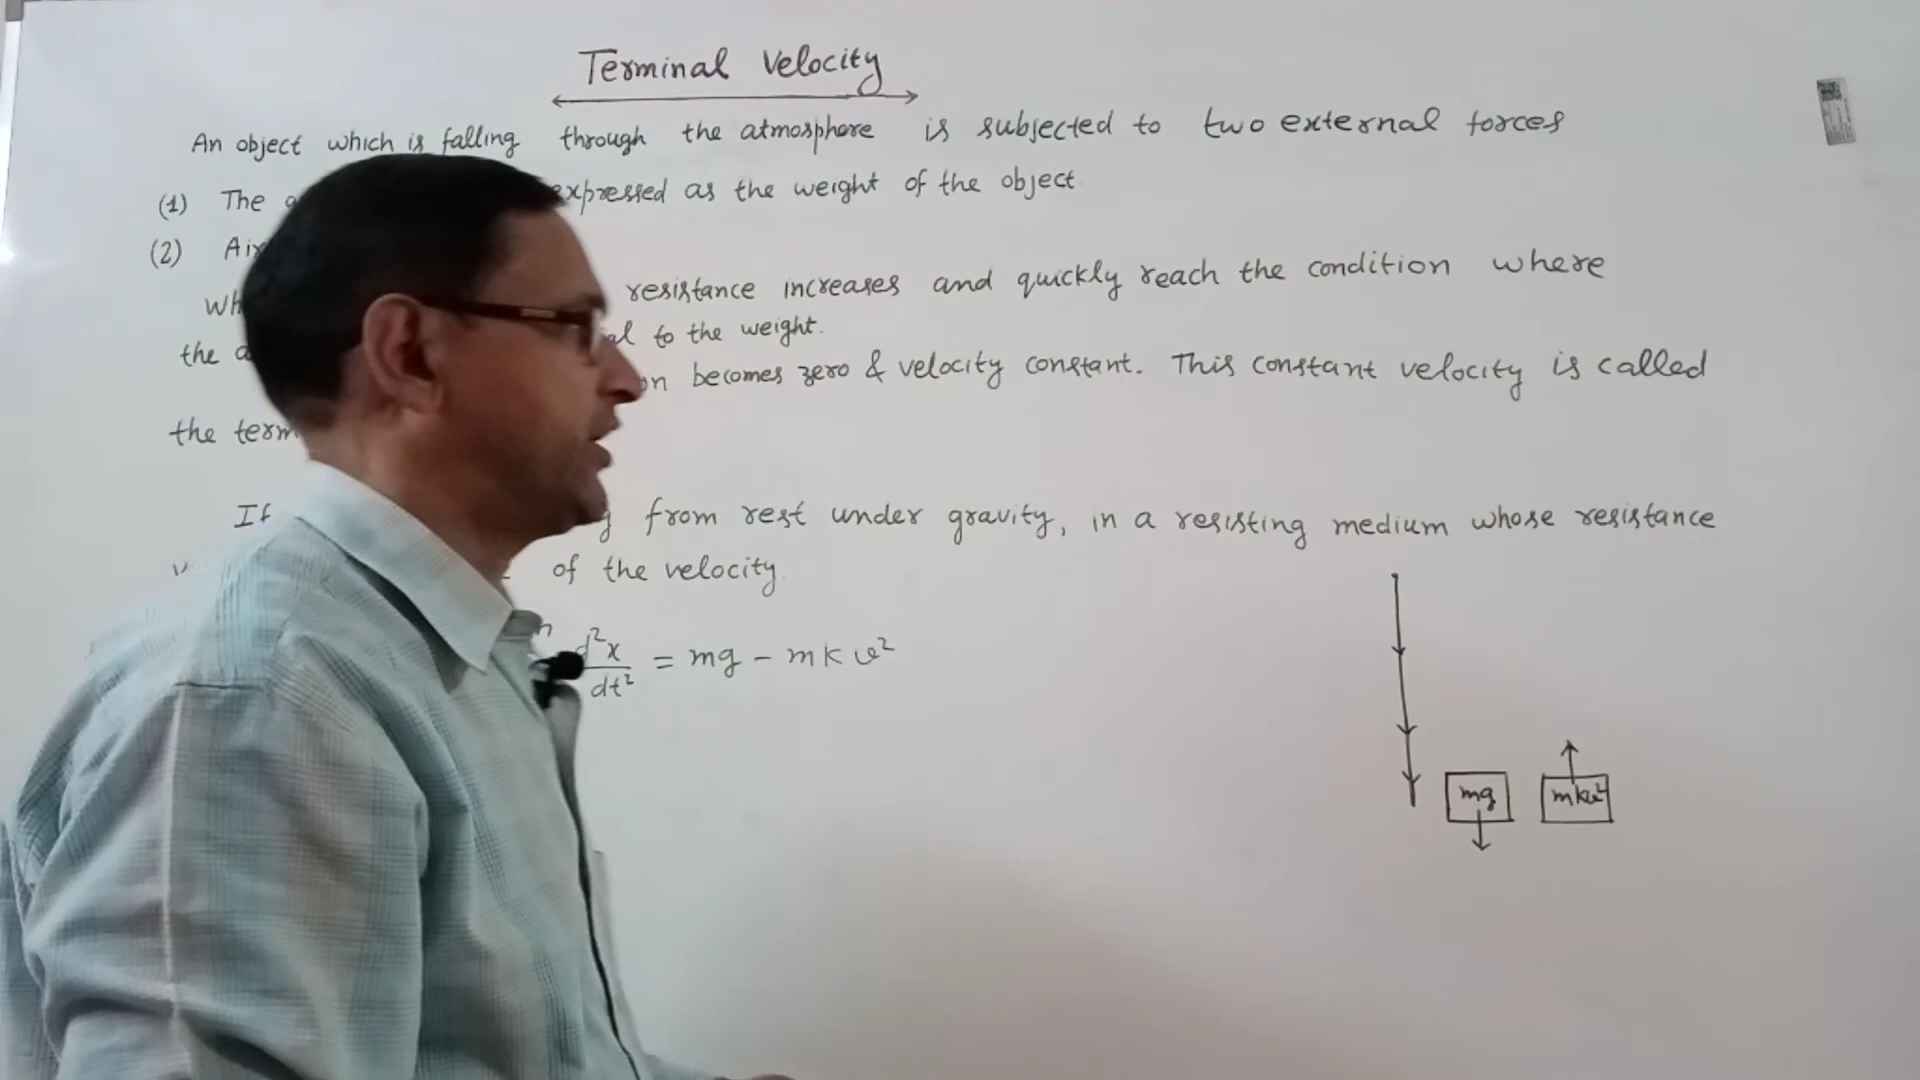 Terminal Velocity
An object which is falling through the atmosphere is subjected to two external forces
(1) The expressed as the weight of the object
(2) Air
resistance increases and quickly reach the condition where
the to the weight.
becomes zero & velocity constant. This constant velocity is called
the
If from rest under gravity, in a resisting medium whose resistance
of the velocity
d²x/dt² = mg - mkv²
mg
mkv²